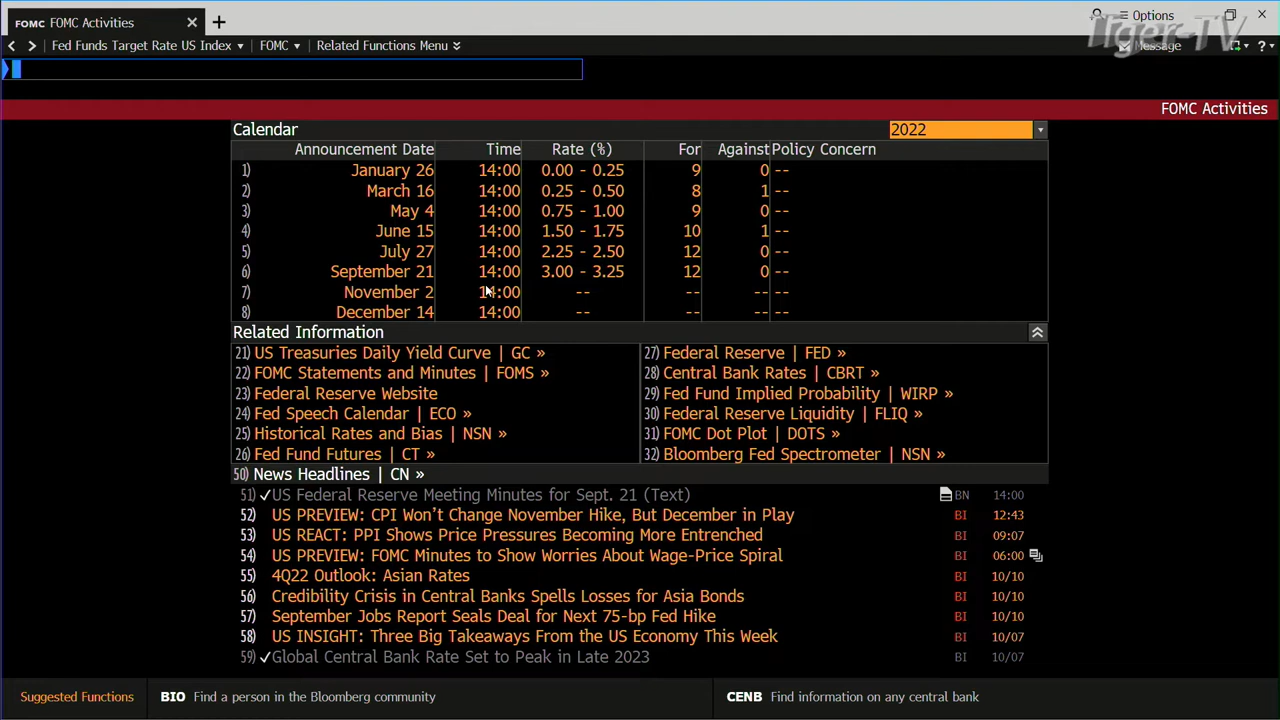 FOMC FOMC Activities
Options
Fed Funds Target Rate US Index FOMC Related Functions Menu
Message
Tiger-TV
FOMC Activities
Calendar 2022
Announcement Date Time Rate (%) For Against Policy Concern
1) January 26 14:00 0.00 - 0.25 9 0 --
2) March 16 14:00 0.25 - 0.50 8 1 --
3) May 4 14:00 0.75 - 1.00 9 0 --
4) June 15 14:00 1.50 - 1.75 10 1 --
5) July 27 14:00 2.25 - 2.50 12 0 --
6) September 21 14:00 3.00 - 3.25 12 0 --
7) November 2 14:00 -- -- -- --
8) December 14 14:00 -- -- -- --
Related Information
21) US Treasuries Daily Yield Curve | GC » 27) Federal Reserve | FED »
22) FOMC Statements and Minutes | FOMS » 28) Central Bank Rates | CBRT »
23) Federal Reserve Website 29) Fed Fund Implied Probability | WIRP »
24) Fed Speech Calendar | ECO » 30) Federal Reserve Liquidity | FLIQ »
25) Historical Rates and Bias | NSN » 31) FOMC Dot Plot | DOTS »
26) Fed Fund Futures | CT » 32) Bloomberg Fed Spectrometer | NSN »
50) News Headlines | CN »
51) ✓US Federal Reserve Meeting Minutes for Sept. 21 (Text) BN 14:00
52) US PREVIEW: CPI Won't Change November Hike, But December in Play BI 12:43
53) US REACT: PPI Shows Price Pressures Becoming More Entrenched BI 09:07
54) US PREVIEW: FOMC Minutes to Show Worries About Wage-Price Spiral BI 06:00
55) 4Q22 Outlook: Asian Rates BI 10/10
56) Credibility Crisis in Central Banks Spells Losses for Asia Bonds BI 10/10
57) September Jobs Report Seals Deal for Next 75-bp Fed Hike BI 10/10
58) US INSIGHT: Three Big Takeaways From the US Economy This Week BI 10/07
59) ✓Global Central Bank Rate Set to Peak in Late 2023 BI 10/07
Suggested Functions BIO Find a person in the Bloomberg community CENB Find information on any central bank